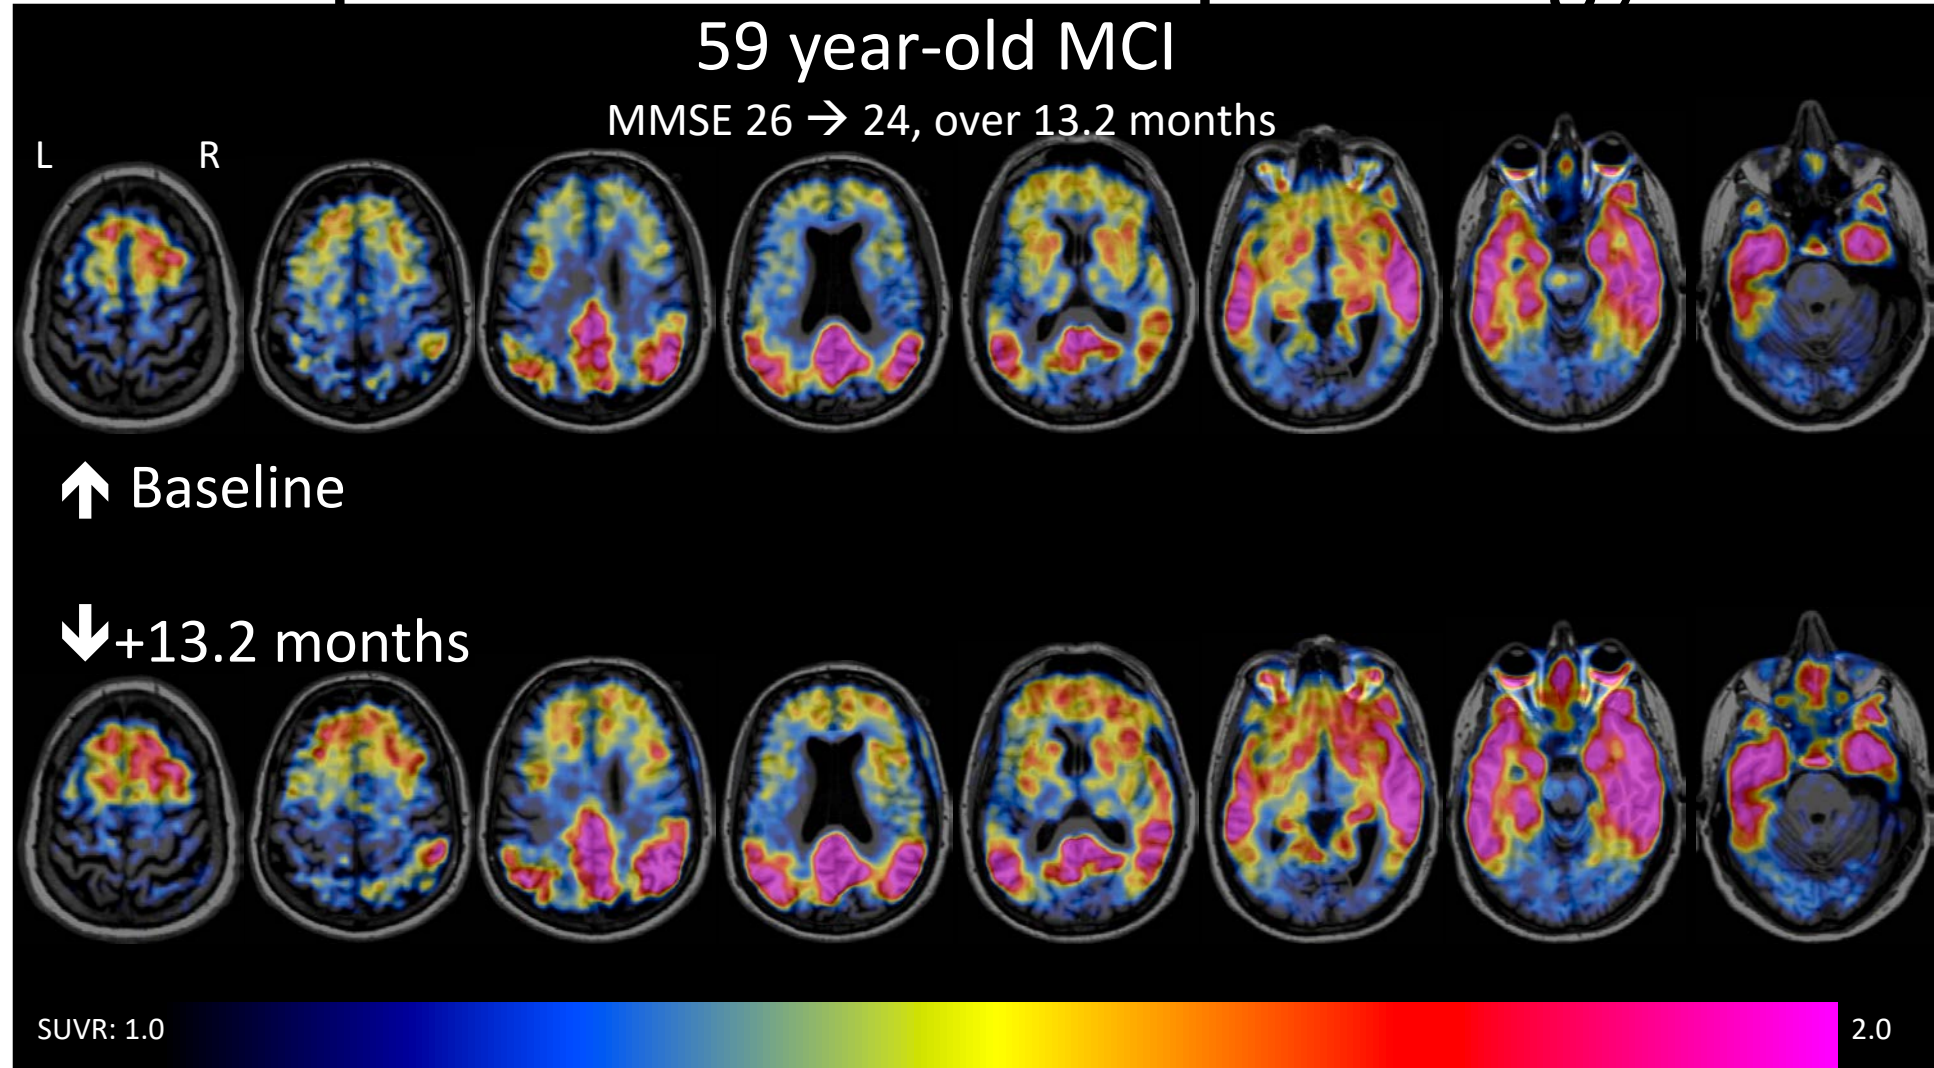 59 year-old MCI
MMSE 26 → 24, over 13.2 months
L R
↑ Baseline
↓+13.2 months
SUVR: 1.0 2.0